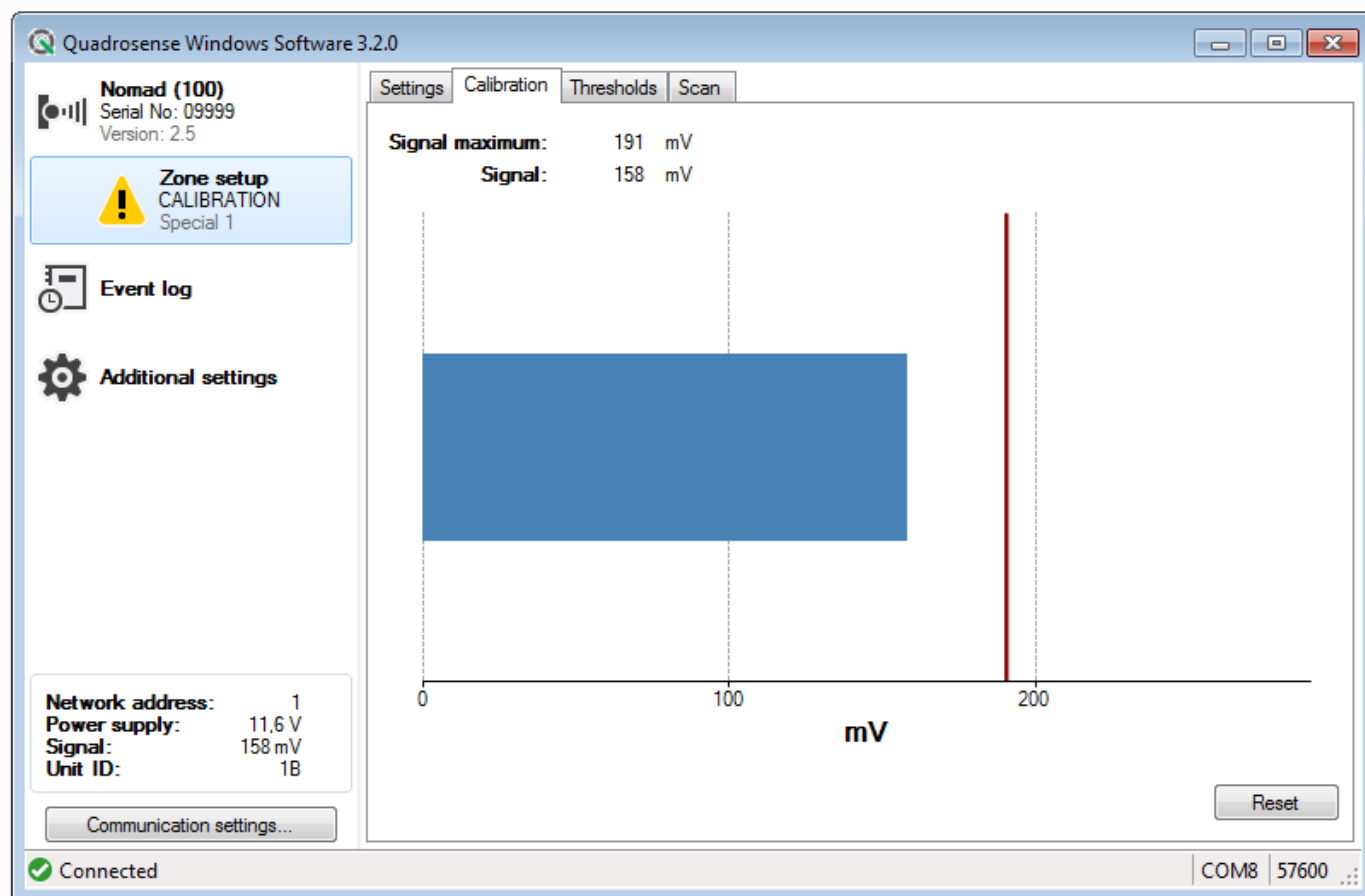 Quadrosense Windows Software 3.2.0
Nomad (100)
Serial No: 09999
Version: 2.5
Zone setup
CALIBRATION
Special 1
Event log
Additional settings
Network address: 1
Power supply: 11,6 V
Signal: 158 mV
Unit ID: 1B
Communication settings...
Settings Calibration Thresholds Scan
Signal maximum: 191 mV
Signal: 158 mV
0 100 200
mV
Reset
Connected COM8 57600